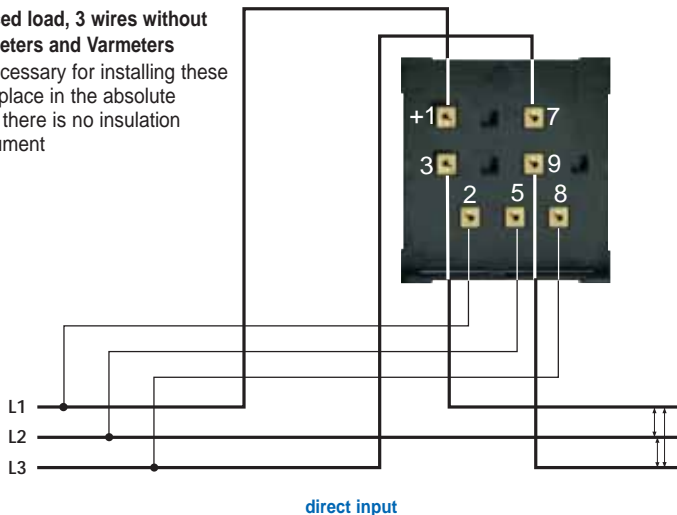 ed load, 3 wires without
eters and Varmeters
cessary for installing these
place in the absolute
there is no insulation
ument
+1
7
3
9
2 5 8
L1
L2
L3
direct input